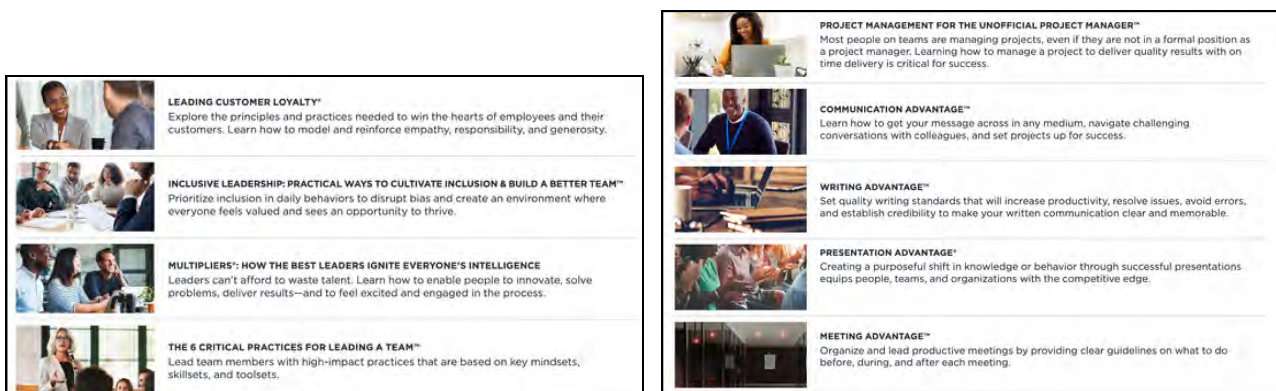 LEADING CUSTOMER LOYALTY®
Explore the principles and practices needed to win the hearts of employees and their
customers. Learn how to model and reinforce empathy, responsibility, and generosity.
INCLUSIVE LEADERSHIP: PRACTICAL WAYS TO CULTIVATE INCLUSION & BUILD A BETTER TEAM™
Prioritize inclusion in daily behaviors to disrupt bias and create an environment where
everyone feels valued and sees an opportunity to thrive.
MULTIPLIERS®: HOW THE BEST LEADERS IGNITE EVERYONE'S INTELLIGENCE
Leaders can't afford to waste talent. Learn how to enable people to innovate, solve
problems, deliver results—and to feel excited and engaged in the process.
THE 6 CRITICAL PRACTICES FOR LEADING A TEAM™
Lead team members with high-impact practices that are based on key mindsets,
skillsets, and toolsets.
PROJECT MANAGEMENT FOR THE UNOFFICIAL PROJECT MANAGER™
Most people on teams are managing projects, even if they are not in a formal position as
a project manager. Learning how to manage a project to deliver quality results with on
time delivery is critical for success.
COMMUNICATION ADVANTAGE™
Learn how to get your message across in any medium, navigate challenging
conversations with colleagues, and set projects up for success.
WRITING ADVANTAGE™
Set quality writing standards that will increase productivity, resolve issues, avoid errors,
and establish credibility to make your written communication clear and memorable.
PRESENTATION ADVANTAGE®
Creating a purposeful shift in knowledge or behavior through successful presentations
equips people, teams, and organizations with the competitive edge.
MEETING ADVANTAGE™
Organize and lead productive meetings by providing clear guidelines on what to do
before, during, and after each meeting.